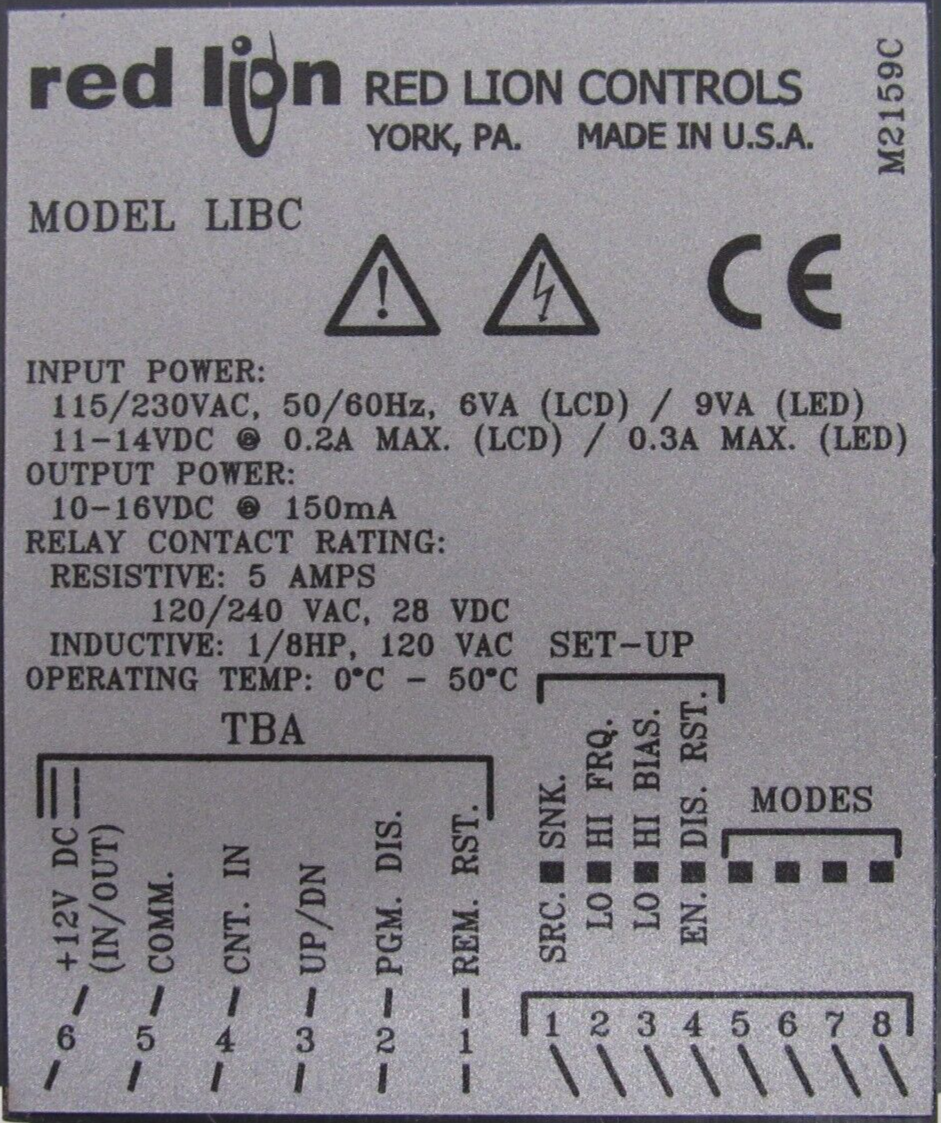 red lion RED LION CONTROLS
YORK, PA. MADE IN U.S.A.
M2159C
MODEL LIBC
CE
INPUT POWER:
115/230VAC, 50/60Hz, 6VA (LCD) / 9VA (LED)
11-14VDC @ 0.2A MAX. (LCD) / 0.3A MAX. (LED)
OUTPUT POWER:
10-16VDC @ 150mA
RELAY CONTACT RATING:
RESISTIVE: 5 AMPS
120/240 VAC, 28 VDC
INDUCTIVE: 1/8HP, 120 VAC
OPERATING TEMP: 0°C - 50°C
TBA
+12V DC
(IN/OUT)
COMM.
CNT. IN
UP/DN
PGM. DIS.
REM. RST.
6 5 4 3 2 1
SET-UP
SRC. ■ SNK.
LO ■ HI FRQ.
LO ■ HI BIAS.
EN. ■ DIS. RST.
MODES
1 2 3 4 5 6 7 8